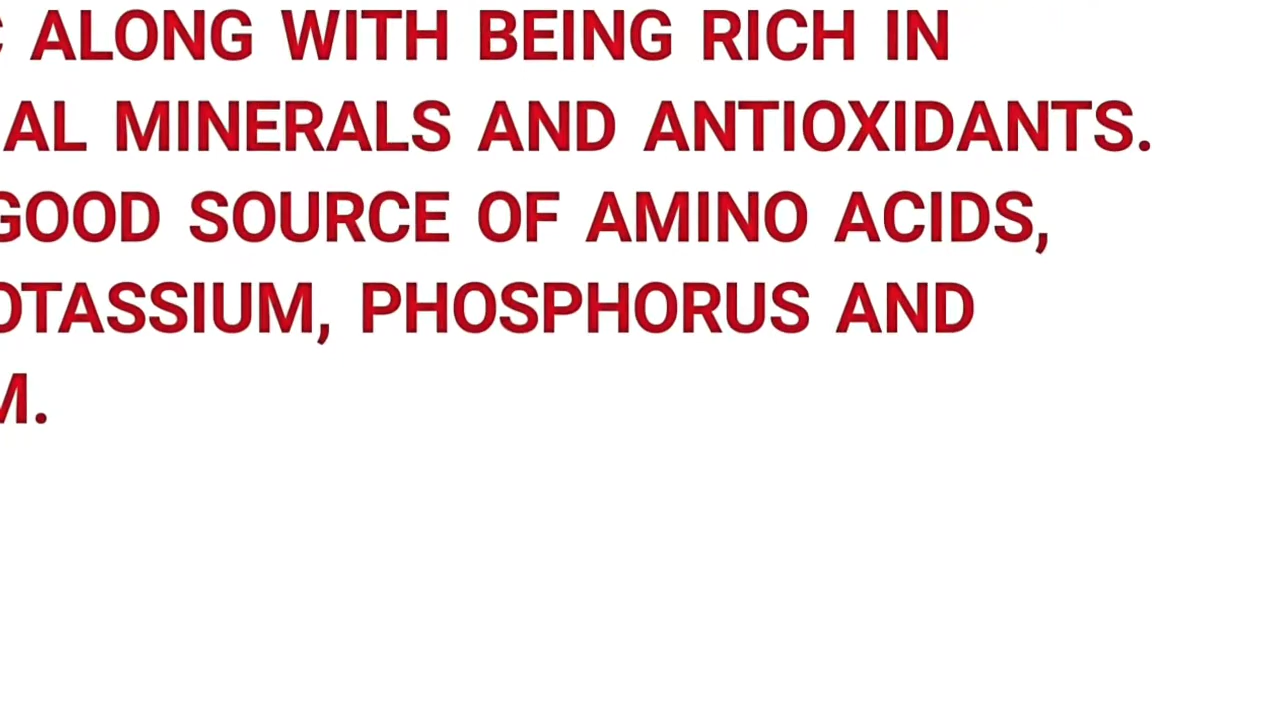 ALONG WITH BEING RICH IN
MINERALS AND ANTIOXIDANTS.
GOOD SOURCE OF AMINO ACIDS,
PHOSPHORUS AND